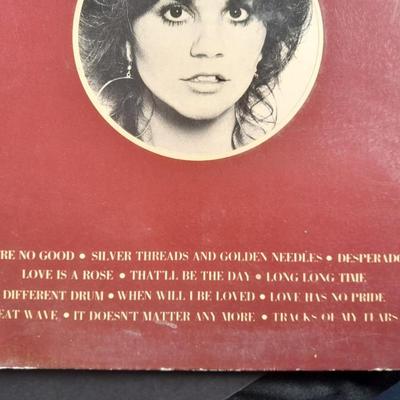 RE NO GOOD • SILVER THREADS AND GOLDEN NEEDLES • DESPERADO
LOVE IS A ROSE • THAT'LL BE THE DAY • LONG LONG TIME
DIFFERENT DRUM • WHEN WILL I BE LOVED • LOVE HAS NO PRIDE
EAT WAVE • IT DOESN'T MATTER ANY MORE • TRACKS OF MY TEARS